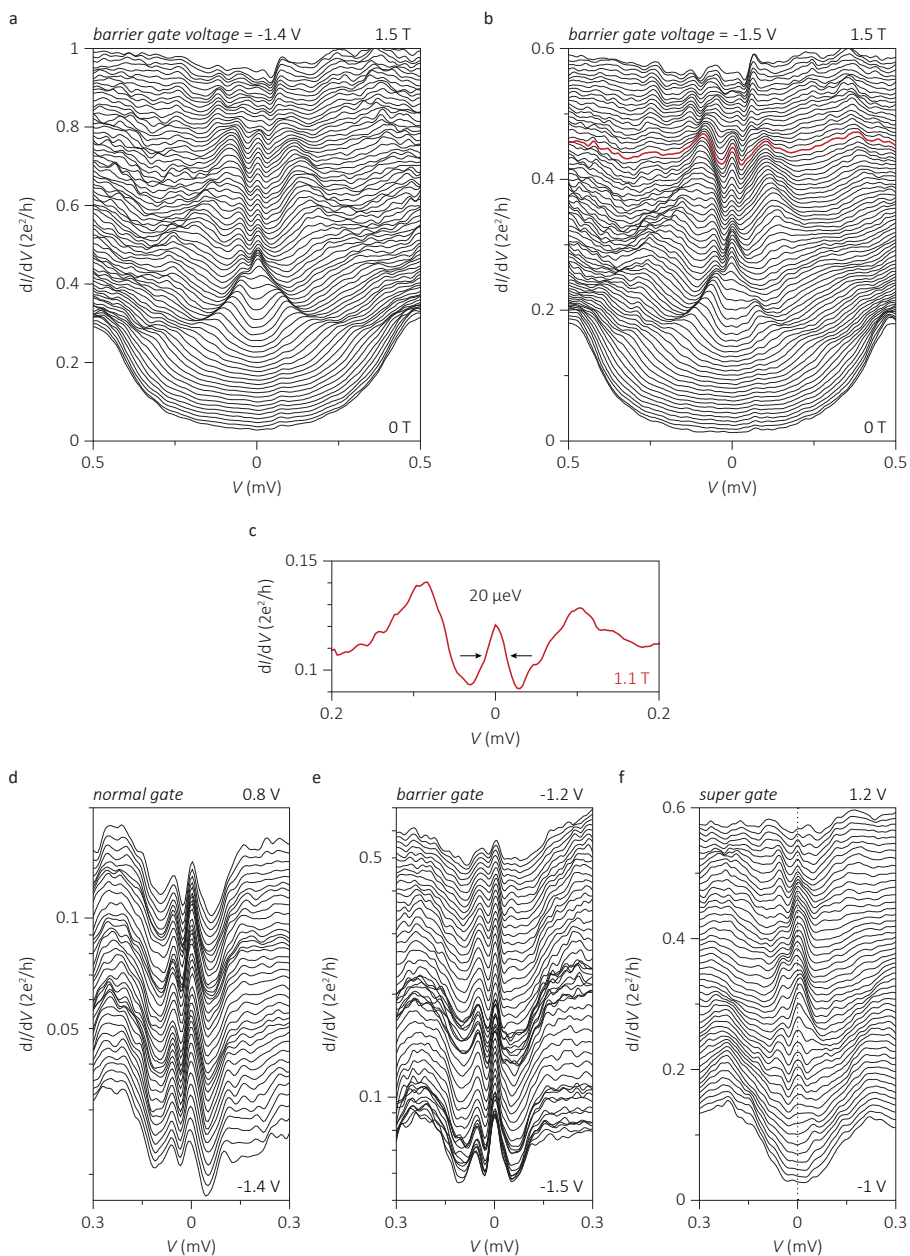 a
barrier gate voltage = -1.4 V 1.5 T
1
0.8
0.6
0.4
0.2
0
dI/dV (2e²/h)
0 T
0.5 0 0.5
V (mV)
b
barrier gate voltage = -1.5 V 1.5 T
0.6
0.4
0.2
0
dI/dV (2e²/h)
0 T
0.5 0 0.5
V (mV)
c
0.15
0.1
dI/dV (2e²/h)
20 µeV
1.1 T
0.2 0 0.2
V (mV)
d
normal gate 0.8 V
0.1
0.05
dI/dV (2e²/h)
-1.4 V
0.3 0 0.3
V (mV)
e
barrier gate -1.2 V
0.5
0.1
dI/dV (2e²/h)
-1.5 V
0.3 0 0.3
V (mV)
f
super gate 1.2 V
0.6
0.4
0.2
0
dI/dV (2e²/h)
-1 V
0.3 0 0.3
V (mV)